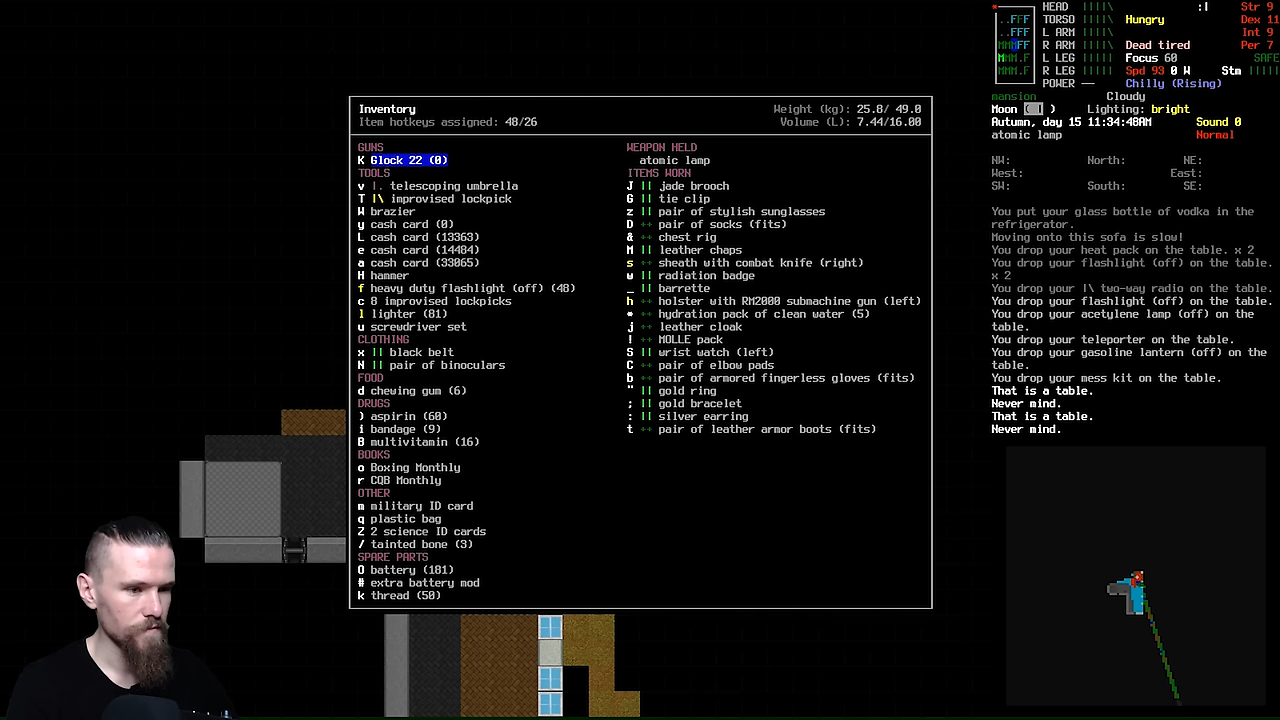 Inventory
Weight (kg): 25.8/ 49.0
Item hotkeys assigned: 48/26
Volume (L): 7.44/16.00
GUNS
K Glock 22 (0)
TOOLS
v |. telescoping umbrella
T |\ improvised lockpick
W brazier
y cash card (0)
L cash card (13363)
e cash card (14484)
a cash card (33065)
H hammer
f heavy duty flashlight (off) (48)
c 8 improvised lockpicks
l lighter (81)
u screwdriver set
CLOTHING
x || black belt
N || pair of binoculars
FOOD
d chewing gum (6)
DRUGS
) aspirin (60)
i bandage (9)
B multivitamin (16)
BOOKS
o Boxing Monthly
r CQB Monthly
OTHER
m military ID card
q plastic bag
Z 2 science ID cards
/ tainted bone (3)
SPARE PARTS
O battery (181)
# extra battery mod
k thread (50)
WEAPON HELD
atomic lamp
ITEMS WORN
J || jade brooch
G || tie clip
z || pair of stylish sunglasses
D ++ pair of socks (fits)
& ++ chest rig
M || leather chaps
s ++ sheath with combat knife (right)
w || radiation badge
_ || barrette
h ++ holster with RM2000 submachine gun (left)
* ++ hydration pack of clean water (5)
j ++ leather cloak
! ++ MOLLE pack
S || wrist watch (left)
C ++ pair of elbow pads
b ++ pair of armored fingerless gloves (fits)
" || gold ring
; || gold bracelet
: || silver earring
t ++ pair of leather armor boots (fits)
HEAD ||||\ :| Str 9
TORSO ||||\ Hungry Dex 11
L ARM ||||\ Int 9
R ARM ||||\ Dead tired Per 7
L LEG ||||| Focus 60 SAFE
R LEG ||||| Spd 93 0 W Stm |||||
POWER -- Chilly (Rising)
mansion Cloudy
Moon ( | ) Lighting: bright
Autumn, day 15 11:34:48AM Sound 0
atomic lamp Normal
NW: North: NE:
West: East:
SW: South: SE:
You put your glass bottle of vodka in the
refrigerator.
Moving onto this sofa is slow!
You drop your heat pack on the table. x 2
You drop your flashlight (off) on the table.
x 2
You drop your |\ two-way radio on the table.
You drop your flashlight (off) on the table.
You drop your acetylene lamp (off) on the
table.
You drop your teleporter on the table.
You drop your gasoline lantern (off) on the
table.
You drop your mess kit on the table.
That is a table.
Never mind.
That is a table.
Never mind.